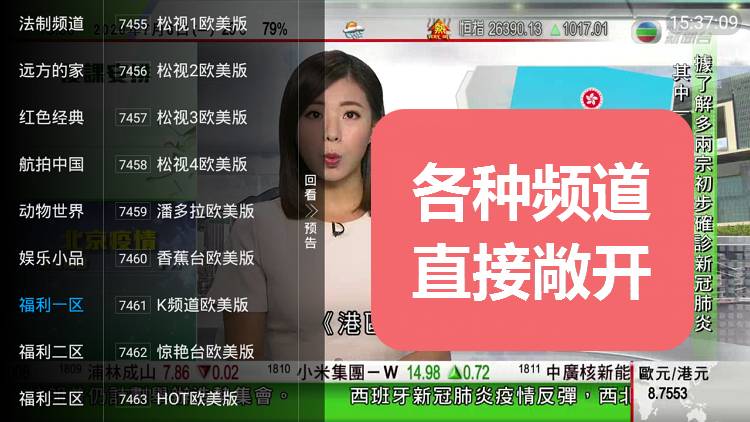 15:37:09
79%
熱
恒指 26390.13 ▲1017.01
法制频道
远方的家
红色经典
航拍中国
动物世界
娱乐小品
福利一区
福利二区
福利三区
7455 松视1欧美版
7456 松视2欧美版
7457 松视3欧美版
7458 松视4欧美版
7459 潘多拉欧美版
7460 香蕉台欧美版
7461 K频道欧美版
7462 惊艳台欧美版
7463 HOT欧美版
北京疫情
回看
预告
各种频道
直接敞开
據了解多兩宗初步確診新冠肺炎
其中一
《港區
1809 浦林成山 7.86 ▼0.02
1810 小米集團－W 14.98 ▲0.72
1811 中廣核新能
歐元/港元
8.7553
集會。
西班牙新冠肺炎疫情反彈，西北